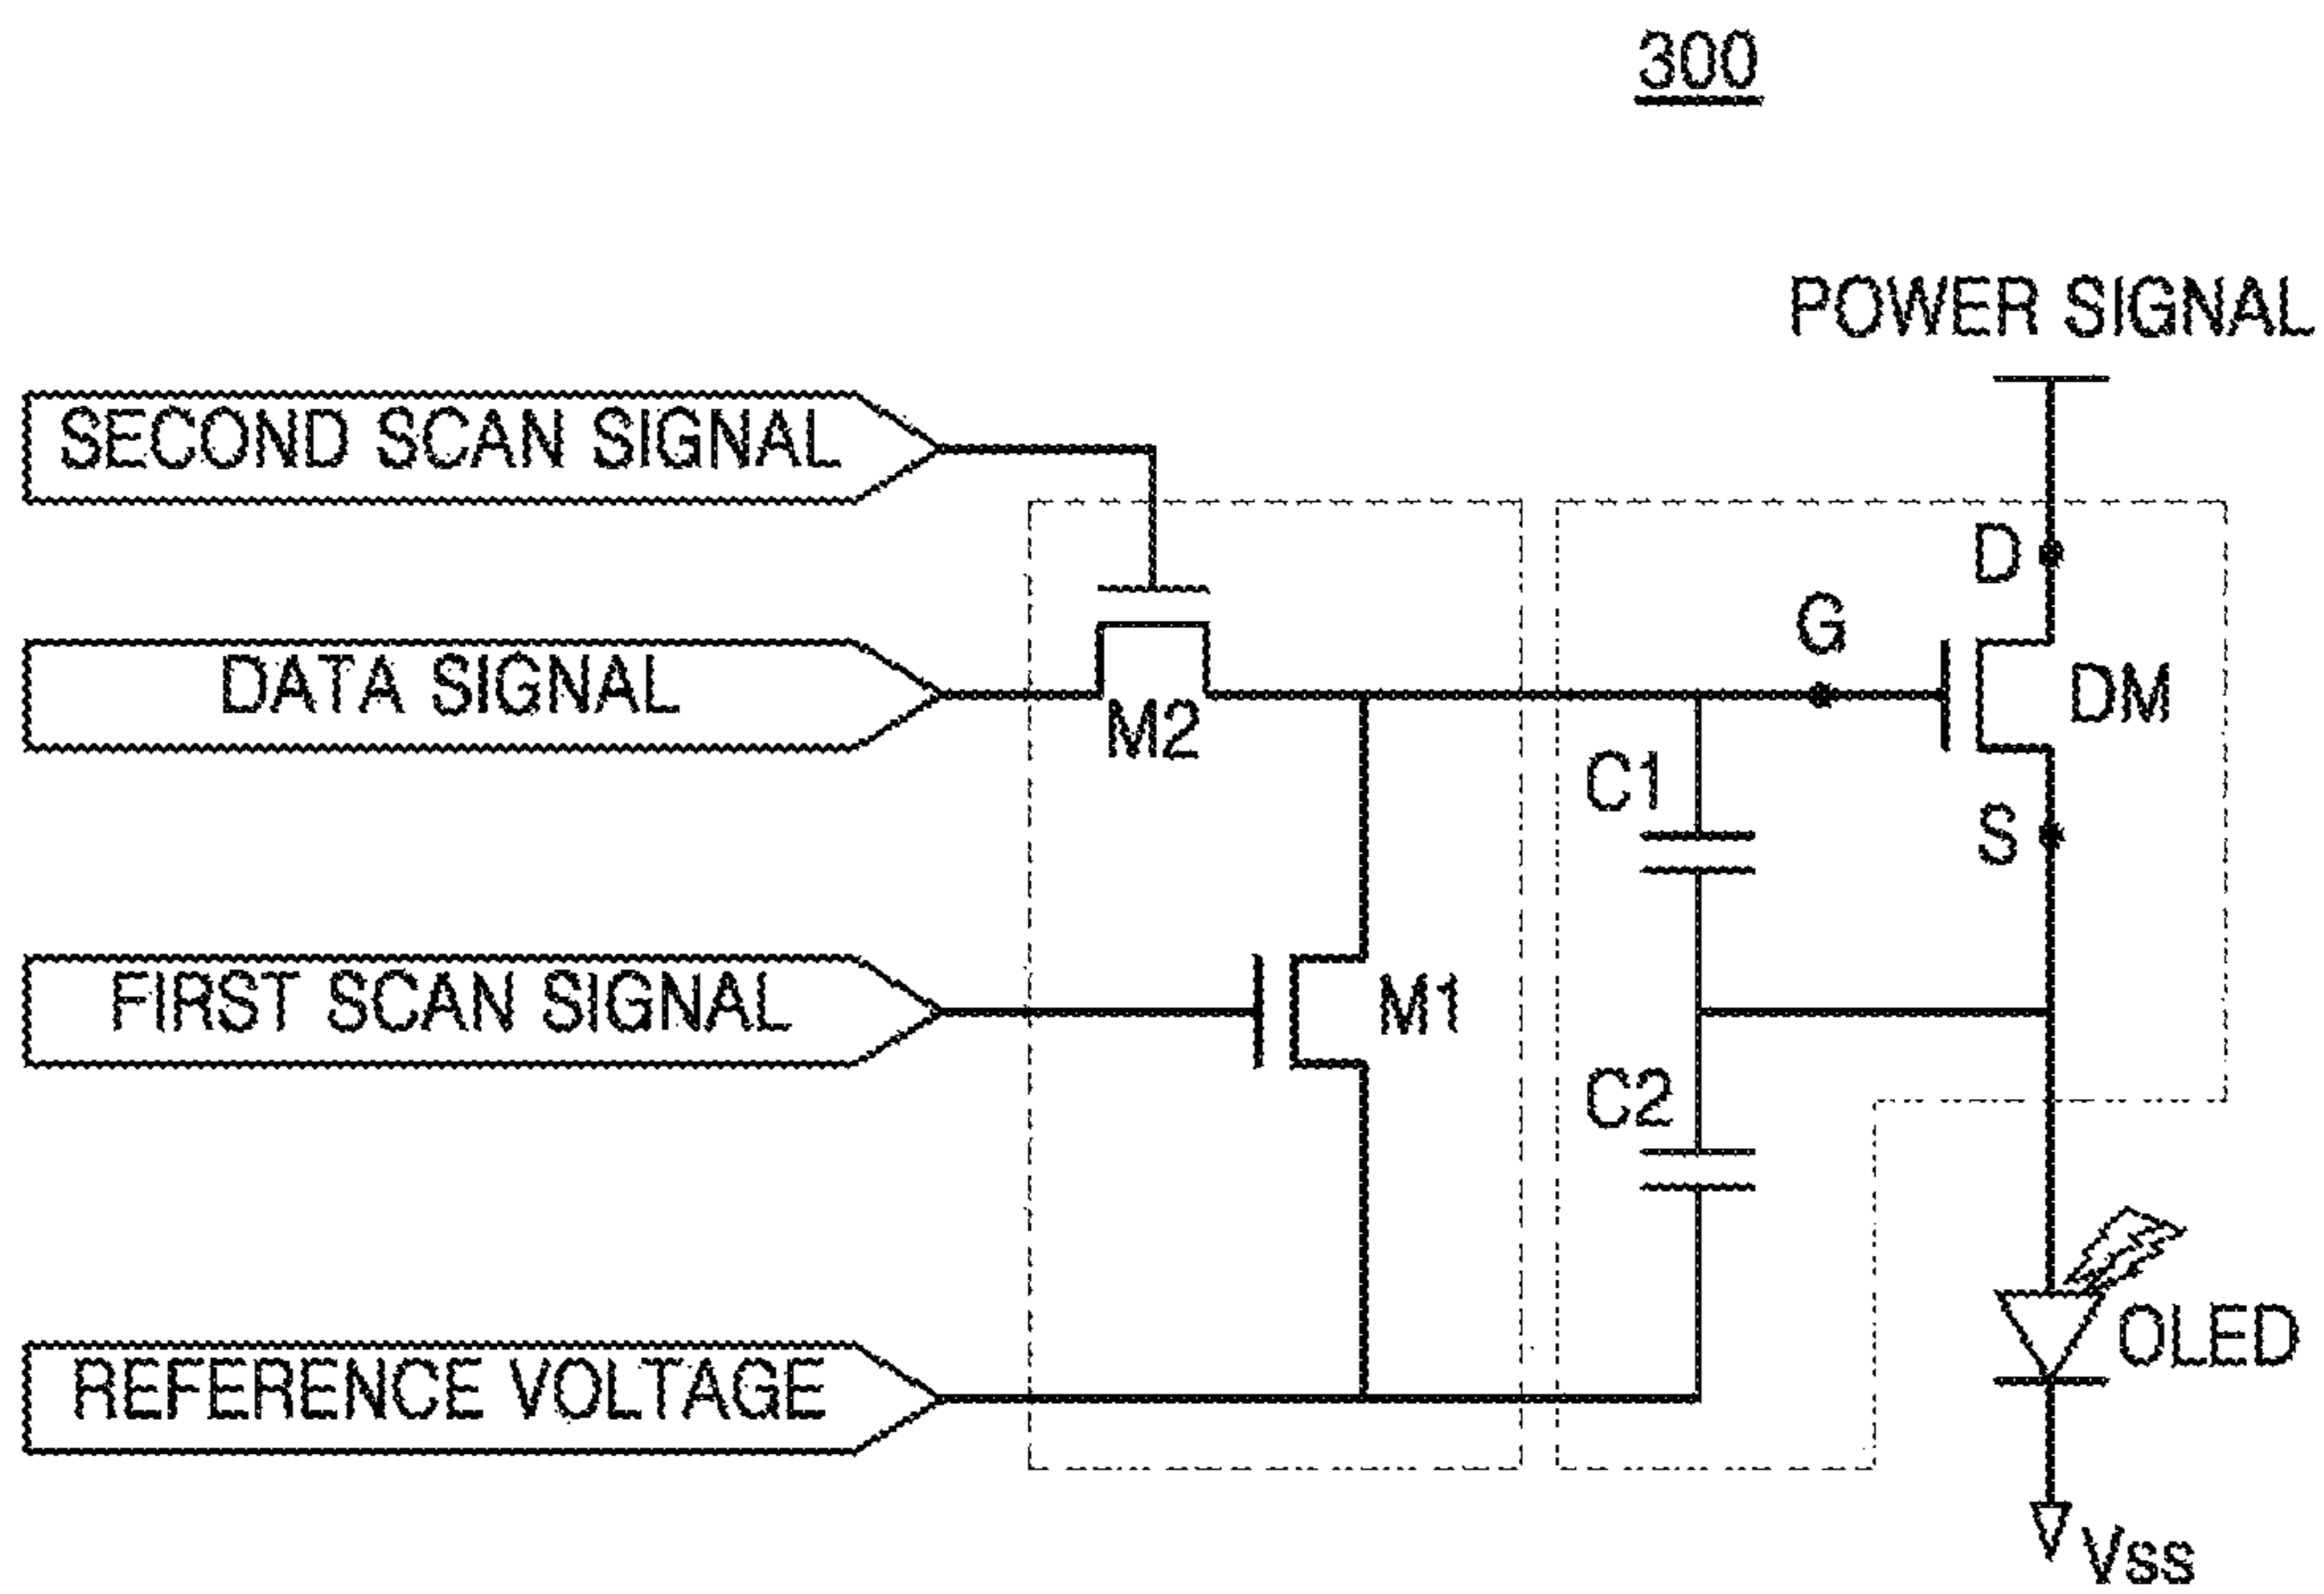 300
POWER SIGNAL
SECOND SCAN SIGNAL
D
G
DATA SIGNAL
M2
DM
C1
S
FIRST SCAN SIGNAL
M1
C2
REFERENCE VOLTAGE
OLED
Vss